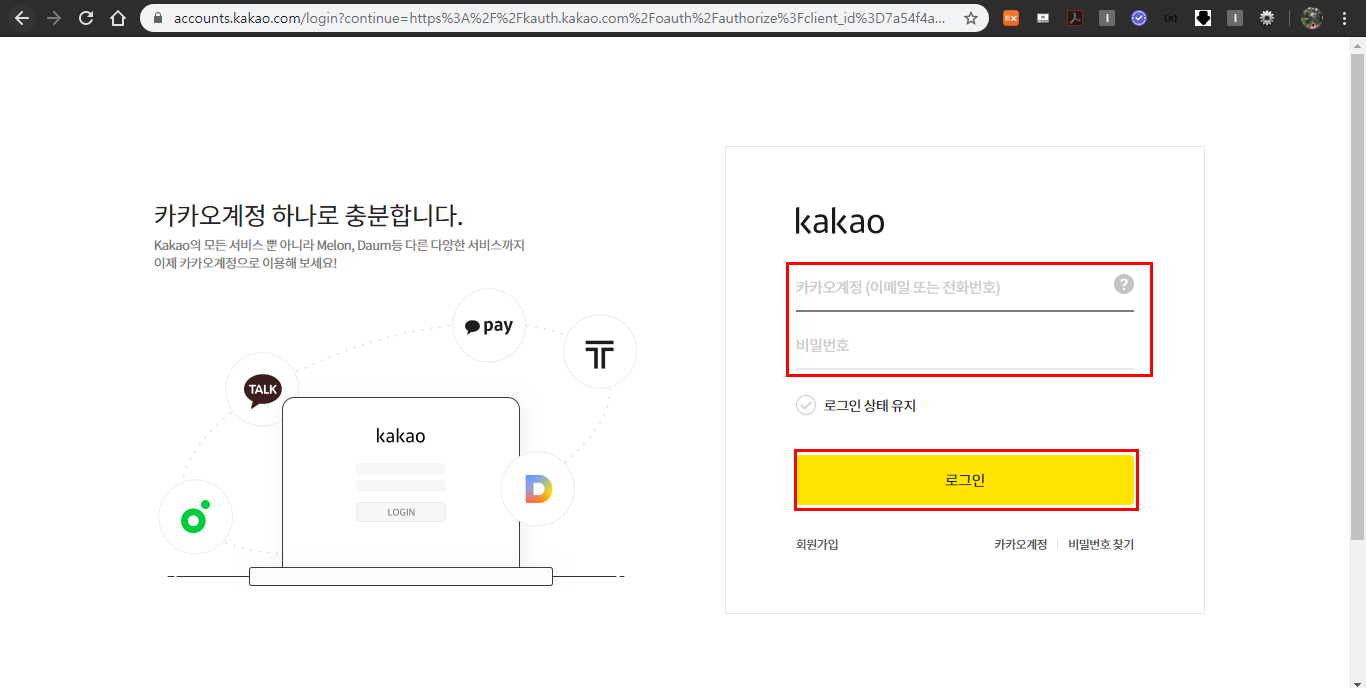 accounts.kakao.com/login?continue=https%3A%2F%2Fkauth.kakao.com%2Foauth%2Fauthorize%3Fclient_id%3D7a54f4a...
카카오계정 하나로 충분합니다.
Kakao의 모든 서비스 뿐 아니라 Melon, Daum등 다른 다양한 서비스까지
이제 카카오계정으로 이용해 보세요!
pay
TALK
kakao
LOGIN
kakao
카카오계정 (이메일 또는 전화번호)
?
비밀번호
로그인 상태 유지
로그인
회원가입
카카오계정 | 비밀번호 찾기